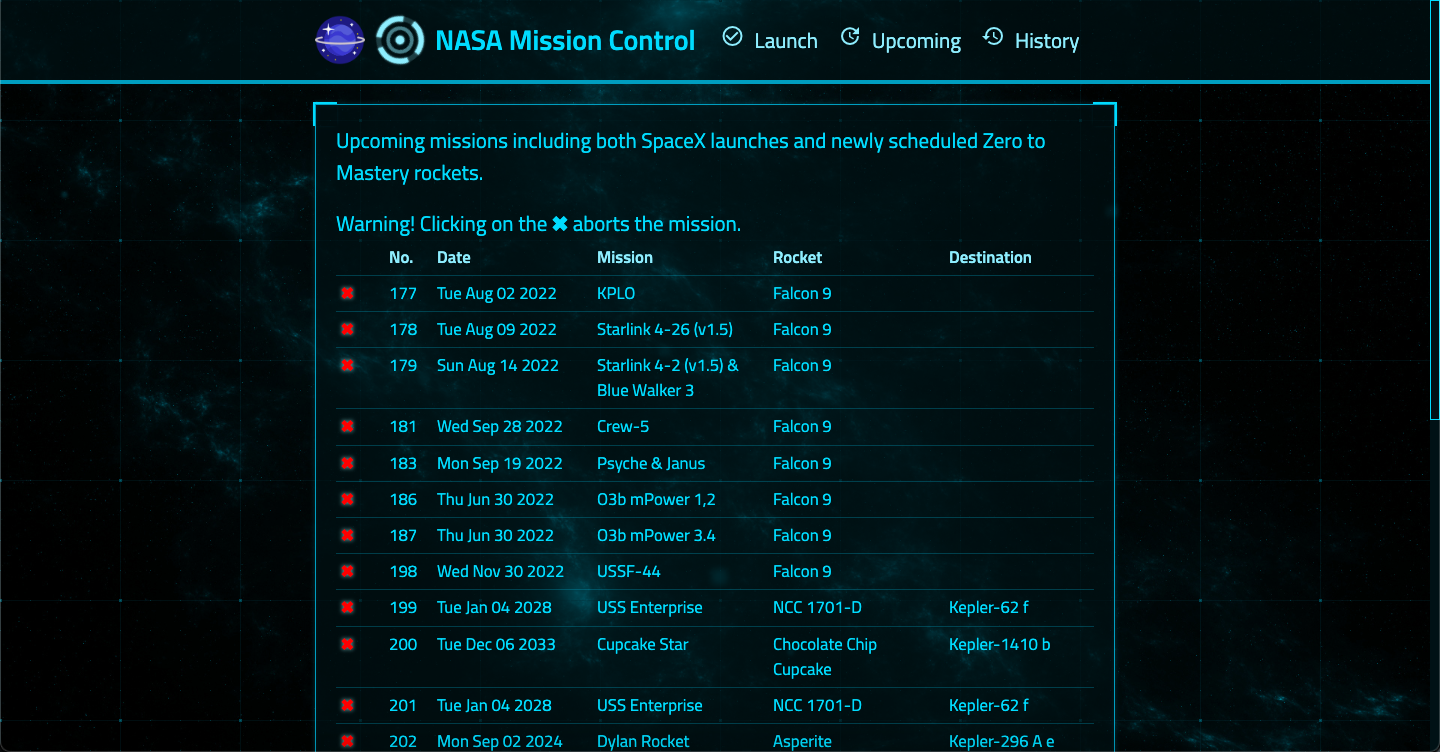 NASA Mission Control Launch Upcoming History
Upcoming missions including both SpaceX launches and newly scheduled Zero to
Mastery rockets.
Warning! Clicking on the ✖ aborts the mission.
No. Date Mission Rocket Destination
✖ 177 Tue Aug 02 2022 KPLO Falcon 9
✖ 178 Tue Aug 09 2022 Starlink 4-26 (v1.5) Falcon 9
✖ 179 Sun Aug 14 2022 Starlink 4-2 (v1.5) & Falcon 9
Blue Walker 3
✖ 181 Wed Sep 28 2022 Crew-5 Falcon 9
✖ 183 Mon Sep 19 2022 Psyche & Janus Falcon 9
✖ 186 Thu Jun 30 2022 O3b mPower 1,2 Falcon 9
✖ 187 Thu Jun 30 2022 O3b mPower 3.4 Falcon 9
✖ 198 Wed Nov 30 2022 USSF-44 Falcon 9
✖ 199 Tue Jan 04 2028 USS Enterprise NCC 1701-D Kepler-62 f
✖ 200 Tue Dec 06 2033 Cupcake Star Chocolate Chip Kepler-1410 b
Cupcake
✖ 201 Tue Jan 04 2028 USS Enterprise NCC 1701-D Kepler-62 f
✖ 202 Mon Sep 02 2024 Dylan Rocket Asperite Kepler-296 A e